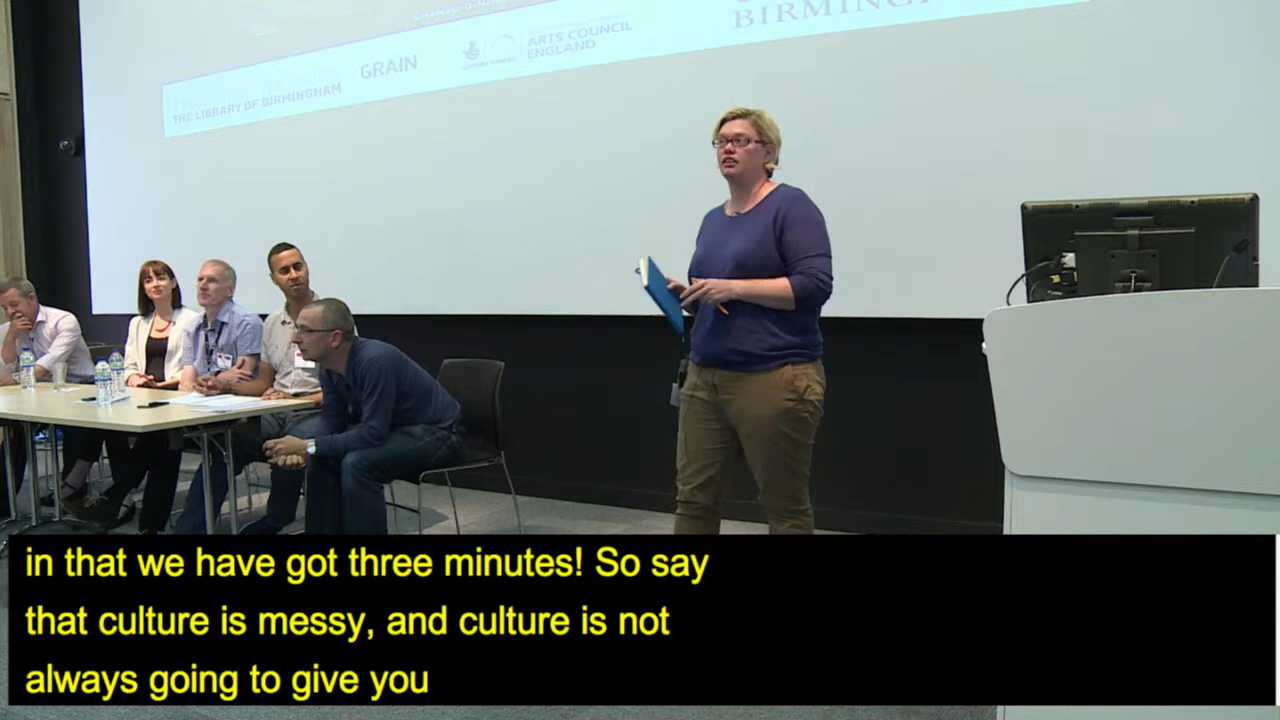 GRAIN
ARTS COUNCIL
ENGLAND
BIRMING
THE LIBRARY OF BIRMINGHAM
in that we have got three minutes! So say
that culture is messy, and culture is not
always going to give you